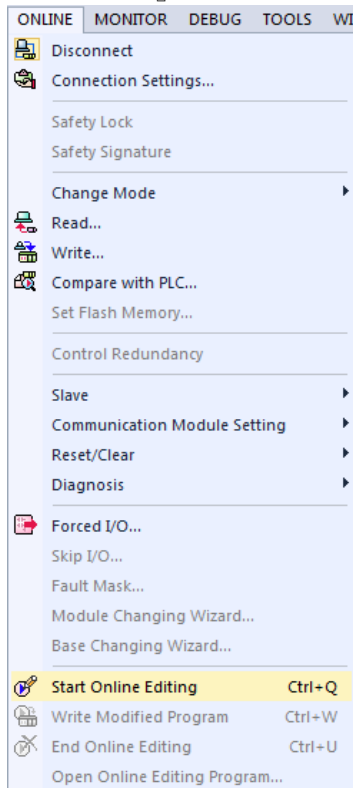 ONLINE MONITOR DEBUG TOOLS
Disconnect
Connection Settings...
Safety Lock
Safety Signature
Change Mode
Read...
Write...
Compare with PLC...
Set Flash Memory...
Control Redundancy
Slave
Communication Module Setting
Reset/Clear
Diagnosis
Forced I/O...
Skip I/O...
Fault Mask...
Module Changing Wizard...
Base Changing Wizard...
Start Online Editing Ctrl+Q
Write Modified Program Ctrl+W
End Online Editing Ctrl+U
Open Online Editing Program...